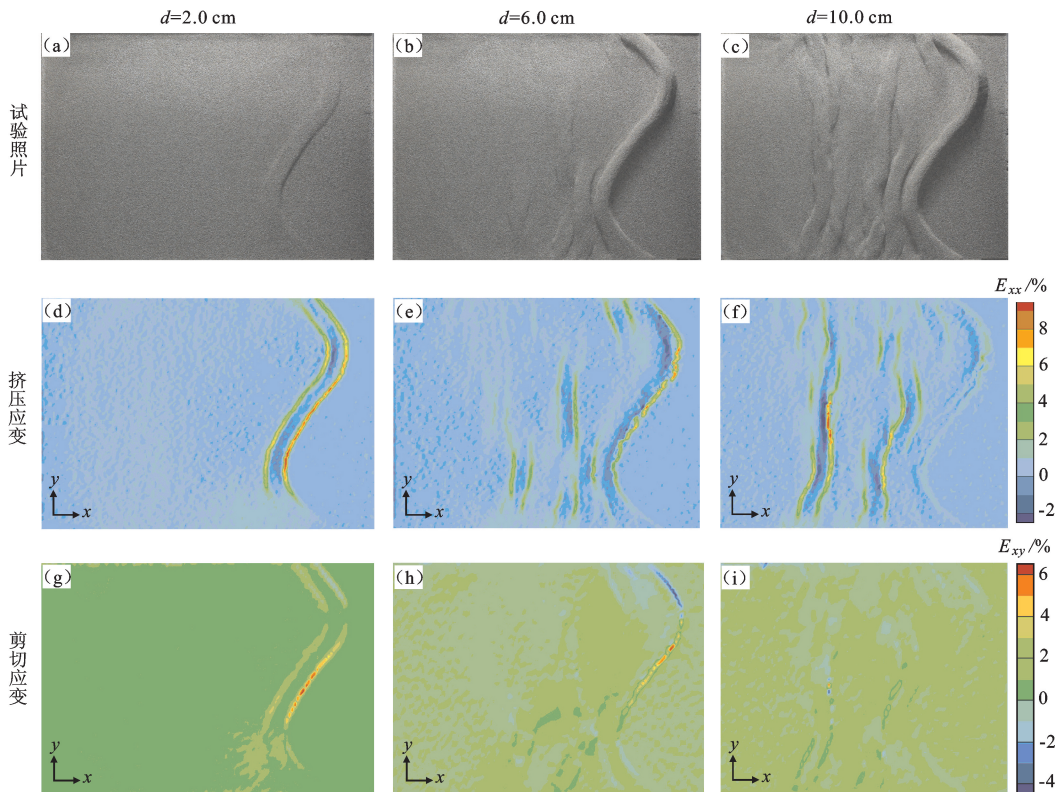 d=2.0 cm
d=6.0 cm
d=10.0 cm
试验照片
(a)
(b)
(c)
挤压应变
(d)
y
x
(e)
y
x
(f)
y
x
Exx/%
8
6
4
2
0
-2
剪切应变
(g)
y
x
(h)
y
x
(i)
y
x
Exy/%
6
4
2
0
-2
-4